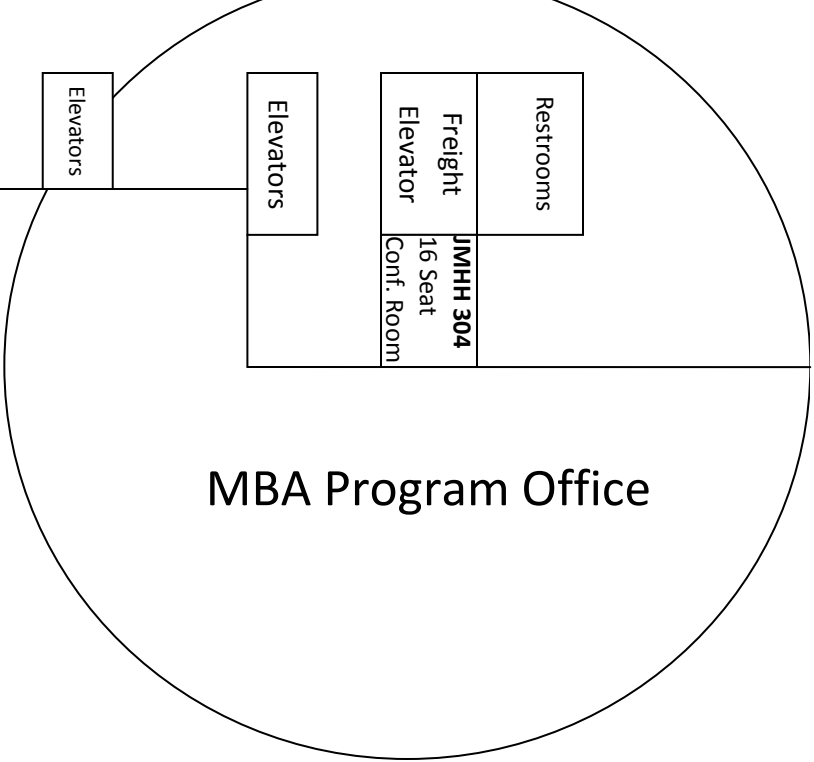 Elevators
Elevators
Freight
Elevator
Restrooms
JMHH 304
16 Seat
Conf. Room
MBA Program Office